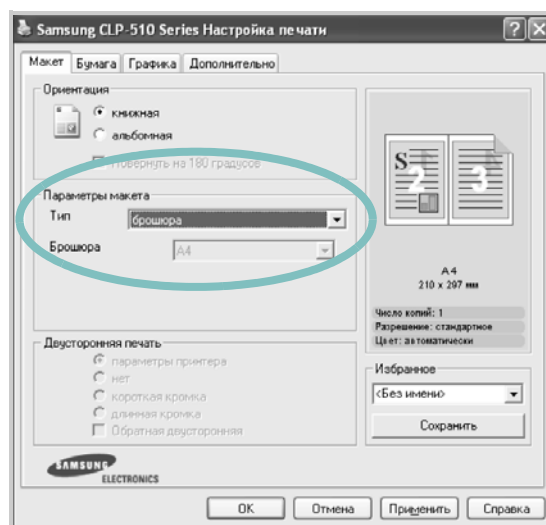 Samsung CLP-510 Series Настройка печати
Макет Бумага Графика Дополнительно
Ориентация
книжная
альбомная
Повернуть на 180 градусов
Параметры макета
Тип брошюра
Брошюра A4
Двусторонняя печать
параметры принтера
нет
короткая кромка
длинная кромка
Обратная двусторонняя
S
2 3
A4
210 x 297 мм
Число копий: 1
Разрешение: стандартное
Цвет: автоматически
Избранное
<Без имени>
Сохранить
SAMSUNG
ELECTRONICS
OK Отмена Применить Справка